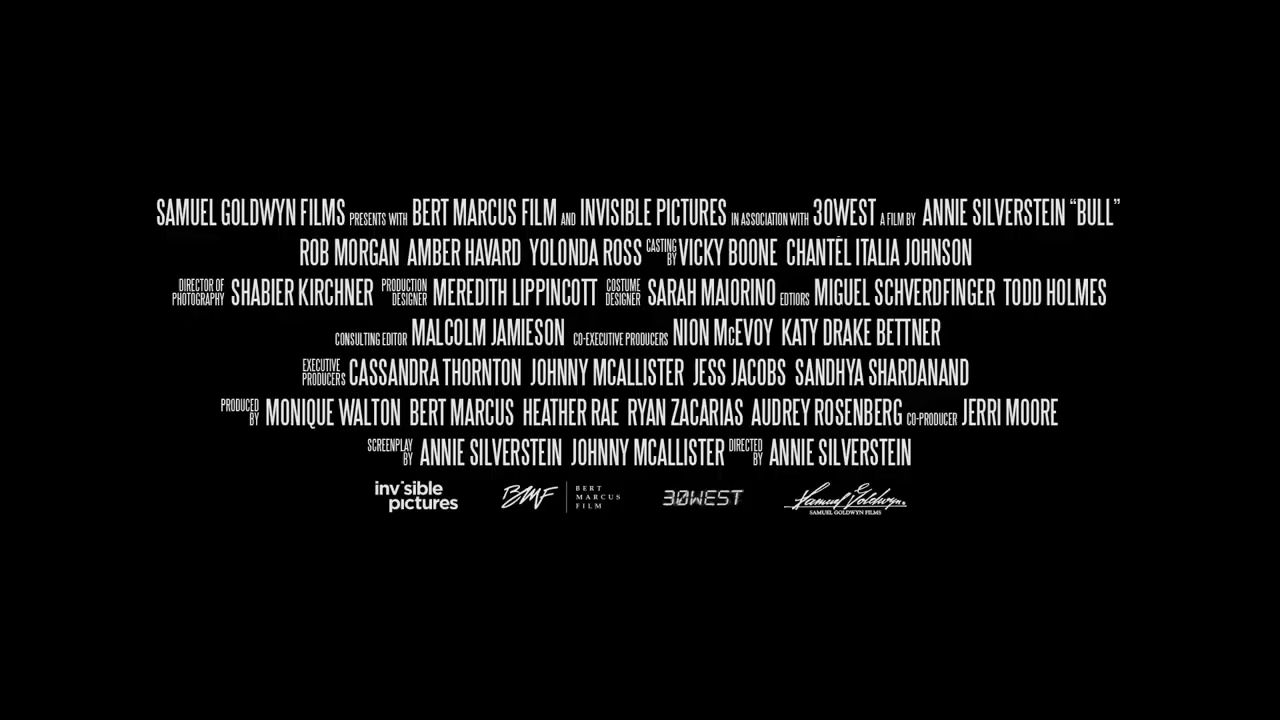 SAMUEL GOLDWYN FILMS PRESENTS WITH BERT MARCUS FILM AND INVISIBLE PICTURES IN ASSOCIATION WITH 30WEST A FILM BY ANNIE SILVERSTEIN “BULL”
ROB MORGAN AMBER HAVARD YOLONDA ROSS CASTING BY VICKY BOONE CHANTÉL ITALIA JOHNSON
DIRECTOR OF PHOTOGRAPHY SHABIER KIRCHNER PRODUCTION DESIGNER MEREDITH LIPPINCOTT COSTUME DESIGNER SARAH MAIORINO EDTIORS MIGUEL SCHVERDFINGER TODD HOLMES
CONSULTING EDITOR MALCOLM JAMIESON CO-EXECUTIVE PRODUCERS NION McEVOY KATY DRAKE BETTNER
EXECUTIVE PRODUCERS CASSANDRA THORNTON JOHNNY MCALLISTER JESS JACOBS SANDHYA SHARDANAND
PRODUCED BY MONIQUE WALTON BERT MARCUS HEATHER RAE RYAN ZACARIAS AUDREY ROSENBERG CO-PRODUCER JERRI MOORE
SCREENPLAY BY ANNIE SILVERSTEIN JOHNNY MCALLISTER DIRECTED BY ANNIE SILVERSTEIN
invisible pictures
BMF BERT MARCUS FILM
30WEST
Samuel Goldwyn.
SAMUEL GOLDWYN FILMS